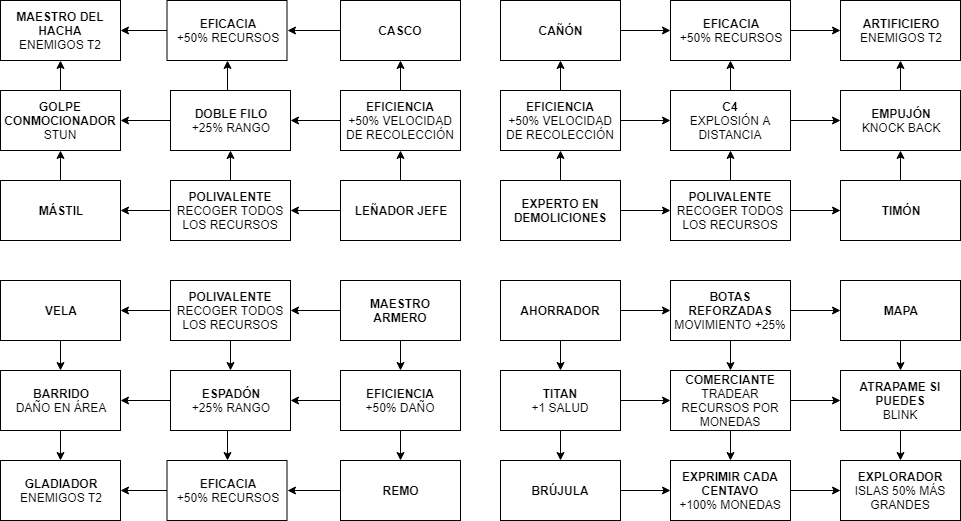 MAESTRO DEL
HACHA
ENEMIGOS T2
EFICACIA
+50% RECURSOS
CASCO
GOLPE
CONMOCIONADOR
STUN
DOBLE FILO
+25% RANGO
EFICIENCIA
+50% VELOCIDAD
DE RECOLECCIÓN
MÁSTIL
POLIVALENTE
RECOGER TODOS
LOS RECURSOS
LEÑADOR JEFE
CAÑÓN
EFICACIA
+50% RECURSOS
ARTIFICIERO
ENEMIGOS T2
EFICIENCIA
+50% VELOCIDAD
DE RECOLECCIÓN
C4
EXPLOSIÓN A
DISTANCIA
EMPUJÓN
KNOCK BACK
EXPERTO EN
DEMOLICIONES
POLIVALENTE
RECOGER TODOS
LOS RECURSOS
TIMÓN
VELA
POLIVALENTE
RECOGER TODOS
LOS RECURSOS
MAESTRO
ARMERO
BARRIDO
DAÑO EN ÁREA
ESPADÓN
+25% RANGO
EFICIENCIA
+50% DAÑO
GLADIADOR
ENEMIGOS T2
EFICACIA
+50% RECURSOS
REMO
AHORRADOR
BOTAS
REFORZADAS
MOVIMIENTO +25%
MAPA
TITAN
+1 SALUD
COMERCIANTE
TRADEAR
RECURSOS POR
MONEDAS
ATRAPAME SI
PUEDES
BLINK
BRÚJULA
EXPRIMIR CADA
CENTAVO
+100% MONEDAS
EXPLORADOR
ISLAS 50% MÁS
GRANDES